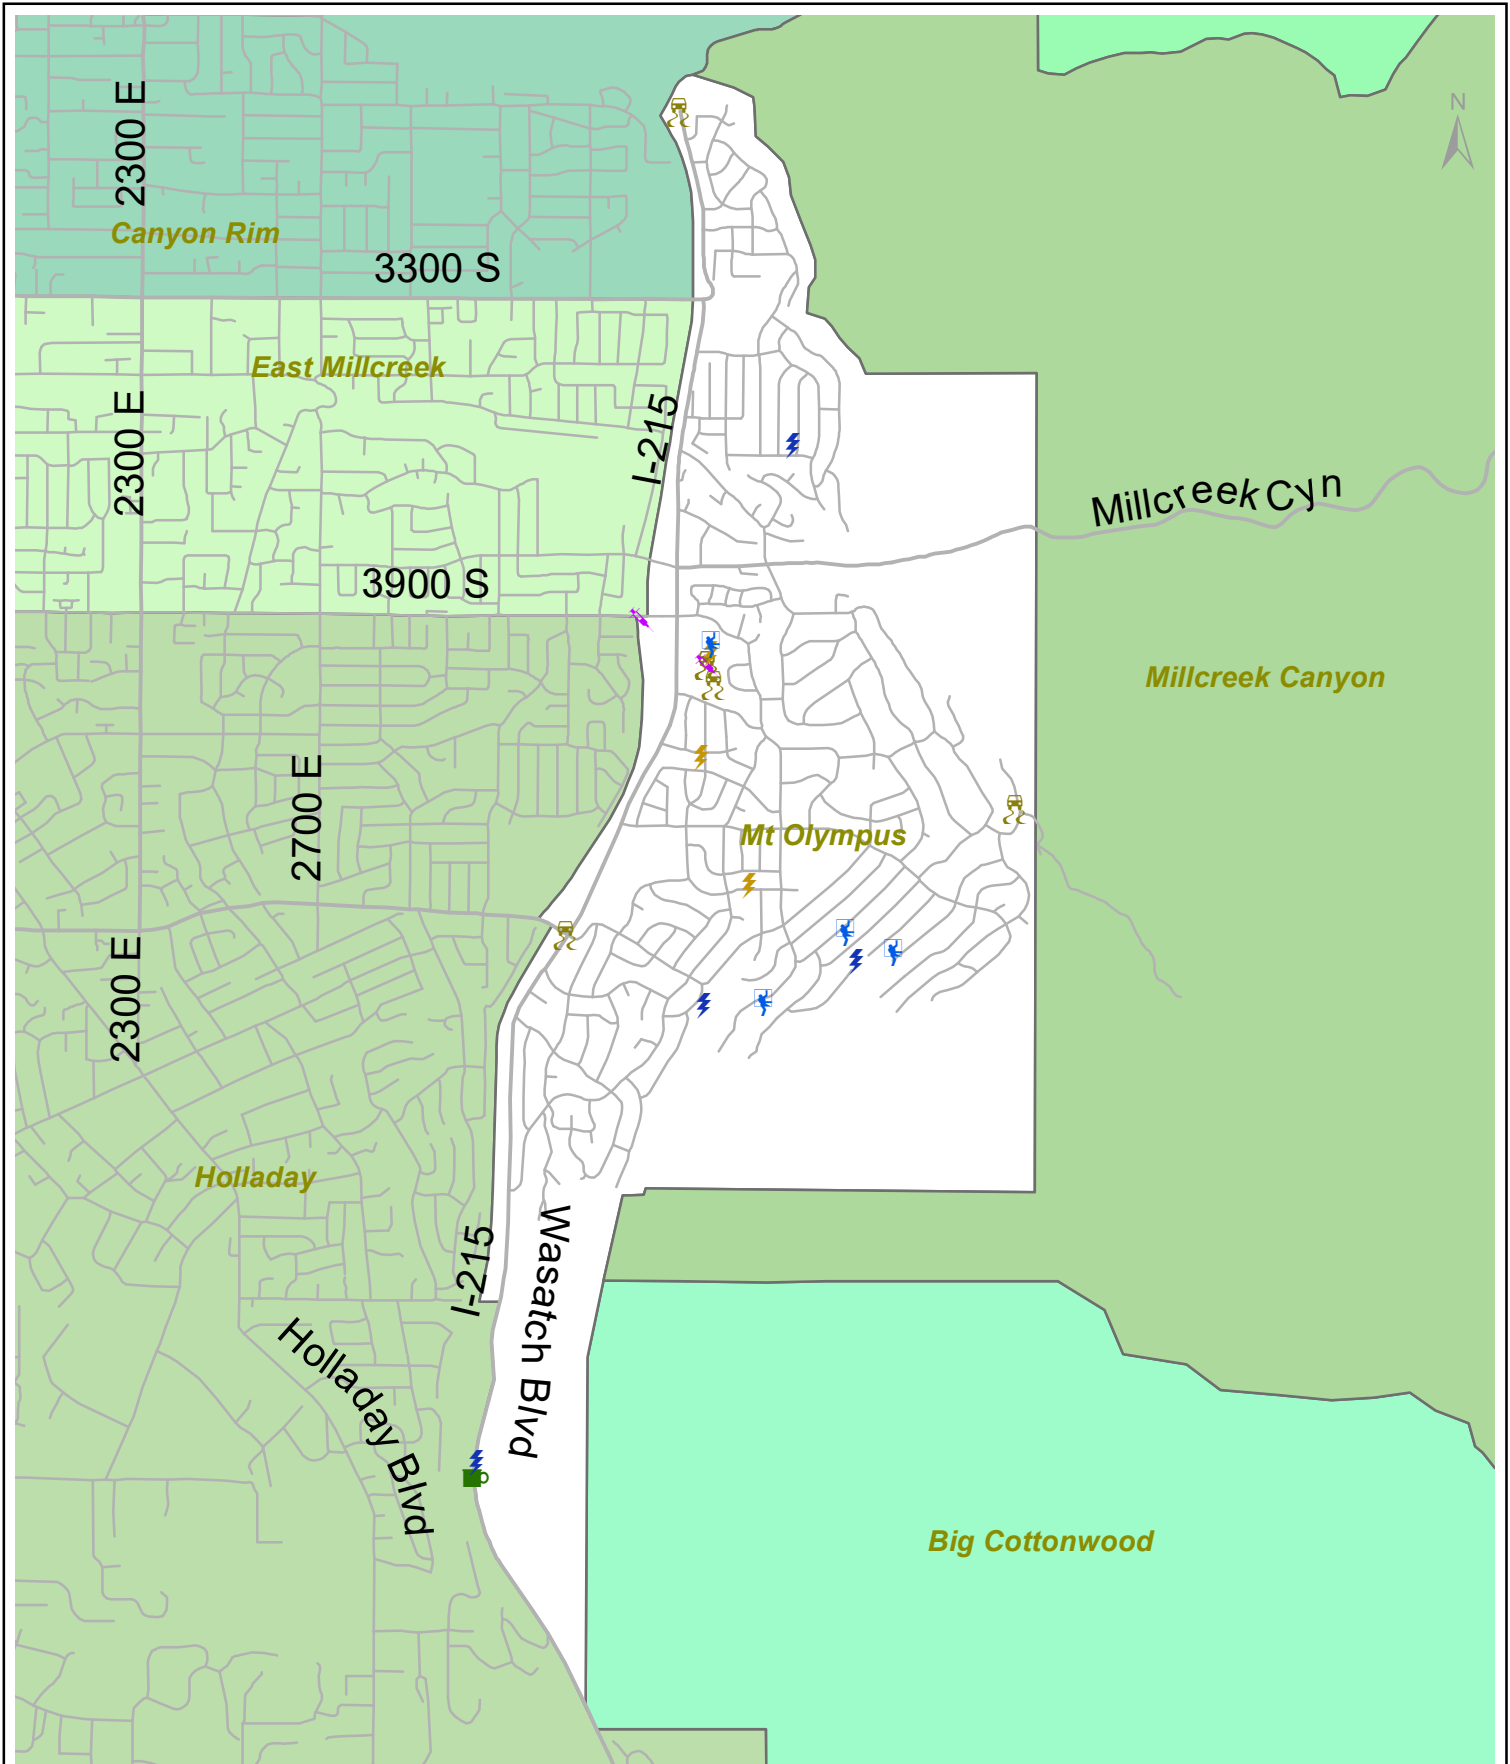 N
2300 E
Canyon Rim
3300 S
East Millcreek
2300 E
I-215
Millcreek Cyn
3900 S
Millcreek Canyon
2700 E
Mt Olympus
2300 E
Holladay
I-215
Wasatch Blvd
Holladay Blvd
Big Cottonwood